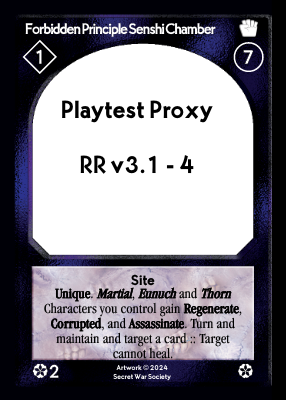 Forbidden Principle Senshi Chamber
1
7
Playtest Proxy
RR v3.1 - 4
Site
Unique. Martial, Eunuch and Thorn
Characters you control gain Regenerate,
Corrupted, and Assassinate. Turn and
maintain and target a card :: Target
cannot heal.
2
Artwork © 2024
Secret War Society